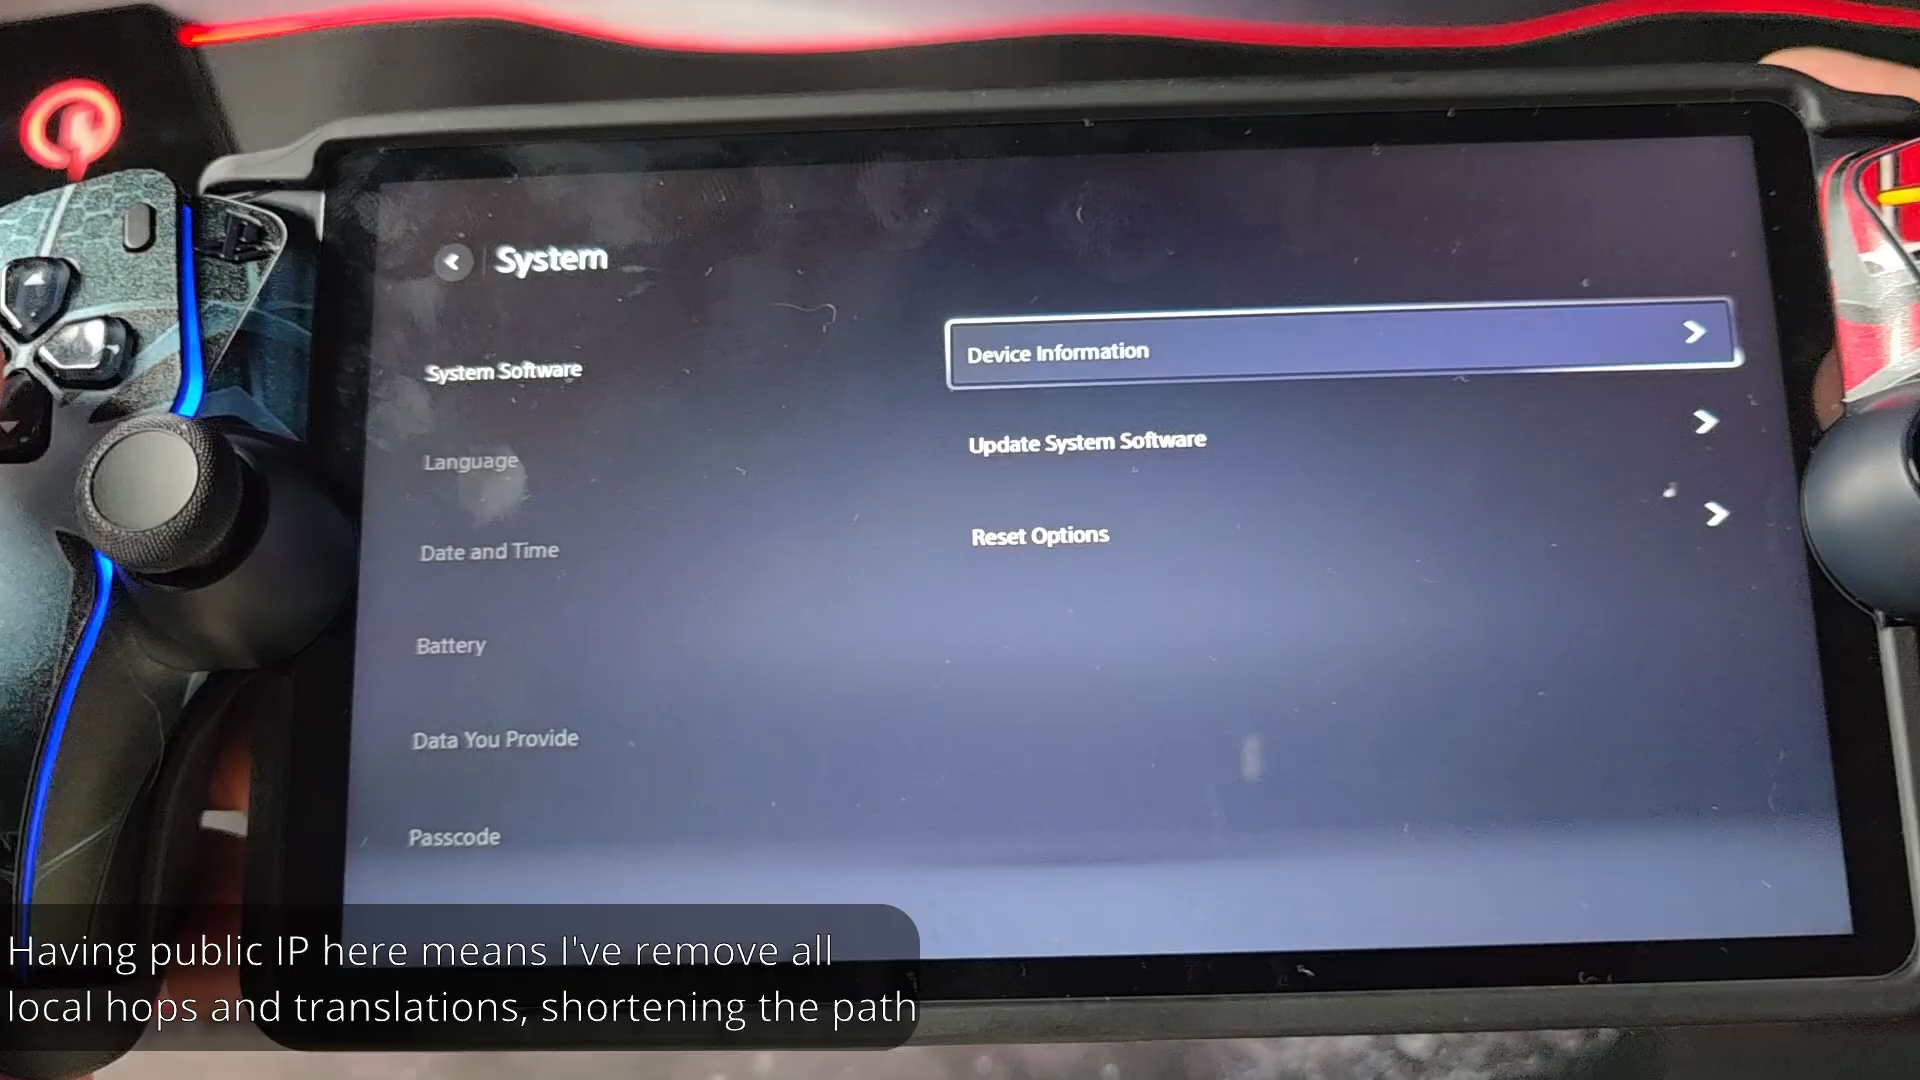 System
System Software
Language
Date and Time
Battery
Data You Provide
Passcode
Device Information
Update System Software
Reset Options
Having public IP here means I've remove all
local hops and translations, shortening the path